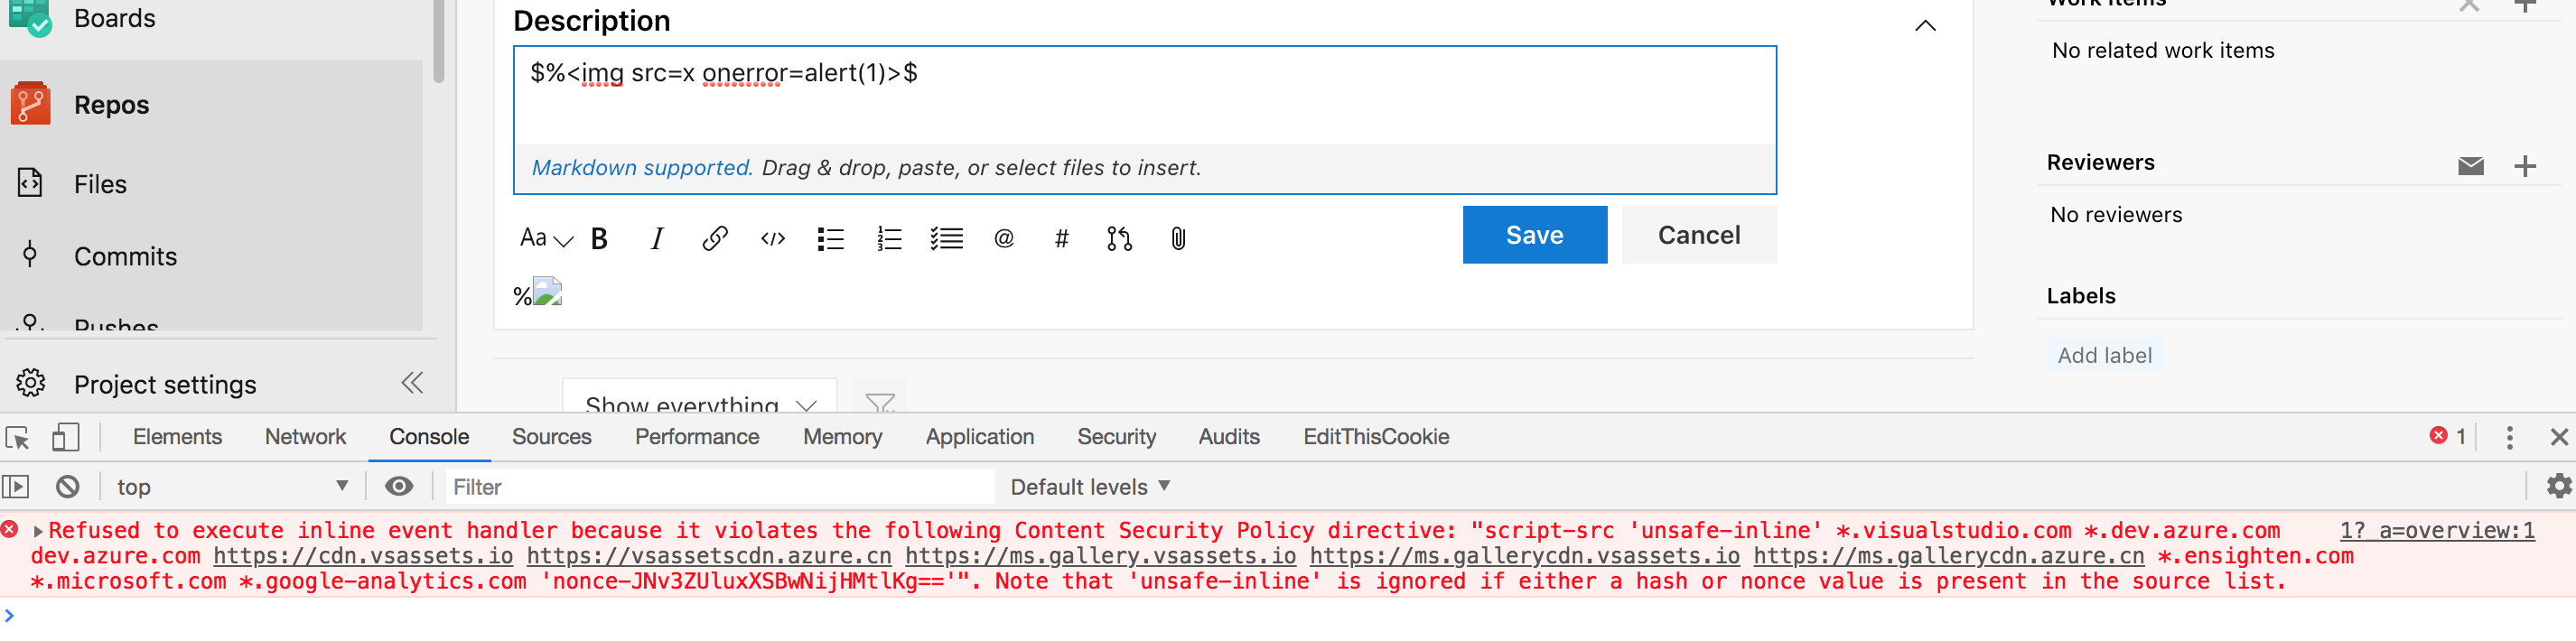 Boards
Repos
Files
Commits
Pushes
Project settings
Description
$%<img src=x onerror=alert(1)>$
Markdown supported. Drag & drop, paste, or select files to insert.
Aa B I </> @ #
Save Cancel
%
Show everything
Work Items
No related work items
Reviewers
No reviewers
Labels
Add label
Elements Network Console Sources Performance Memory Application Security Audits EditThisCookie 1
top Filter Default levels
Refused to execute inline event handler because it violates the following Content Security Policy directive: "script-src 'unsafe-inline' *.visualstudio.com *.dev.azure.com 1?_a=overview:1
dev.azure.com https://cdn.vsassets.io https://vsassetscdn.azure.cn https://ms.gallery.vsassets.io https://ms.gallerycdn.vsassets.io https://ms.gallerycdn.azure.cn *.ensighten.com
*.microsoft.com *.google-analytics.com 'nonce-JNv3ZUluxXSBwNijHMtlKg=='". Note that 'unsafe-inline' is ignored if either a hash or nonce value is present in the source list.